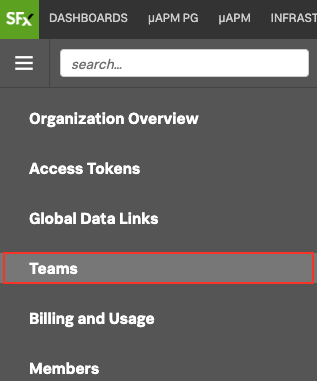 SFx DASHBOARDS µAPM PG µAPM INFRAST
search...
Organization Overview
Access Tokens
Global Data Links
Teams
Billing and Usage
Members